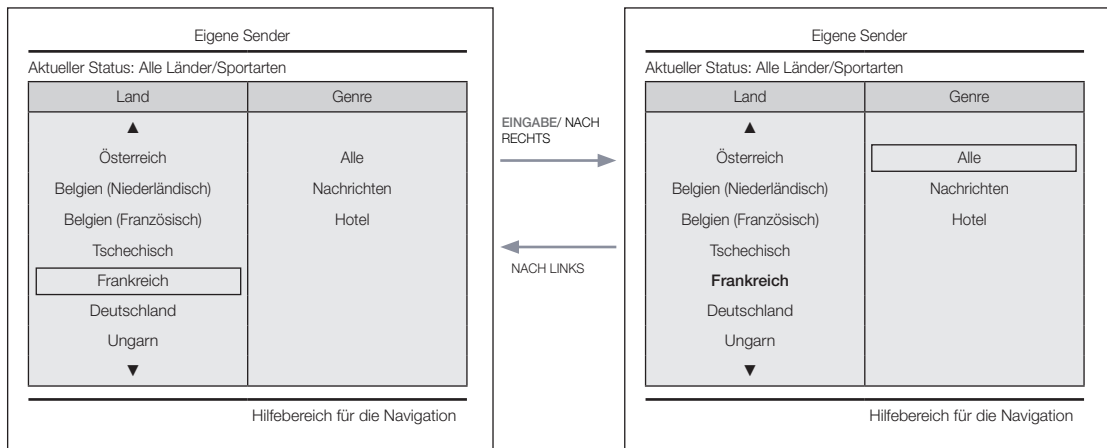 Eigene Sender
Aktueller Status: Alle Länder/Sportarten
Land Genre
▲
Österreich Alle
Belgien (Niederländisch) Nachrichten
Belgien (Französisch) Hotel
Tschechisch
Frankreich
Deutschland
Ungarn
▼
Hilfebereich für die Navigation
EINGABE/ NACH
RECHTS
NACH LINKS
Eigene Sender
Aktueller Status: Alle Länder/Sportarten
Land Genre
▲
Österreich Alle
Belgien (Niederländisch) Nachrichten
Belgien (Französisch) Hotel
Tschechisch
Frankreich
Deutschland
Ungarn
▼
Hilfebereich für die Navigation